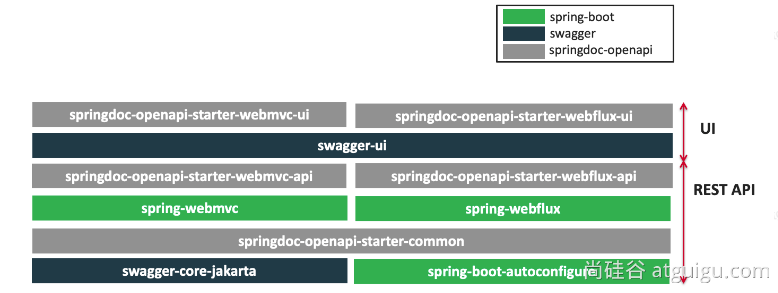 spring-boot
swagger
springdoc-openapi
springdoc-openapi-starter-webmvc-ui
springdoc-openapi-starter-webflux-ui
UI
swagger-ui
springdoc-openapi-starter-webmvc-api
springdoc-openapi-starter-webflux-api
REST API
spring-webmvc
spring-webflux
springdoc-openapi-starter-common
swagger-core-jakarta
spring-boot-autoconfigure
尚硅谷 atguigu.com